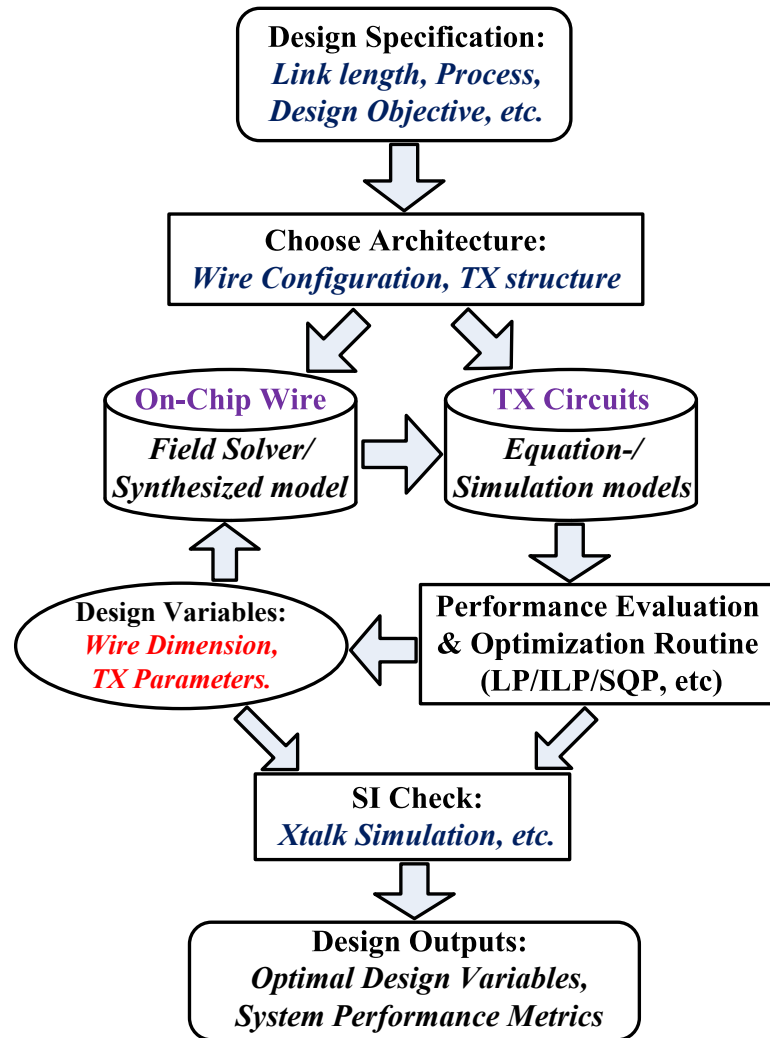 Design Specification:
Link length, Process,
Design Objective, etc.
Choose Architecture:
Wire Configuration, TX structure
On-Chip Wire
Field Solver/
Synthesized model
TX Circuits
Equation-/
Simulation models
Design Variables:
Wire Dimension,
TX Parameters.
Performance Evaluation
& Optimization Routine
(LP/ILP/SQP, etc)
SI Check:
Xtalk Simulation, etc.
Design Outputs:
Optimal Design Variables,
System Performance Metrics